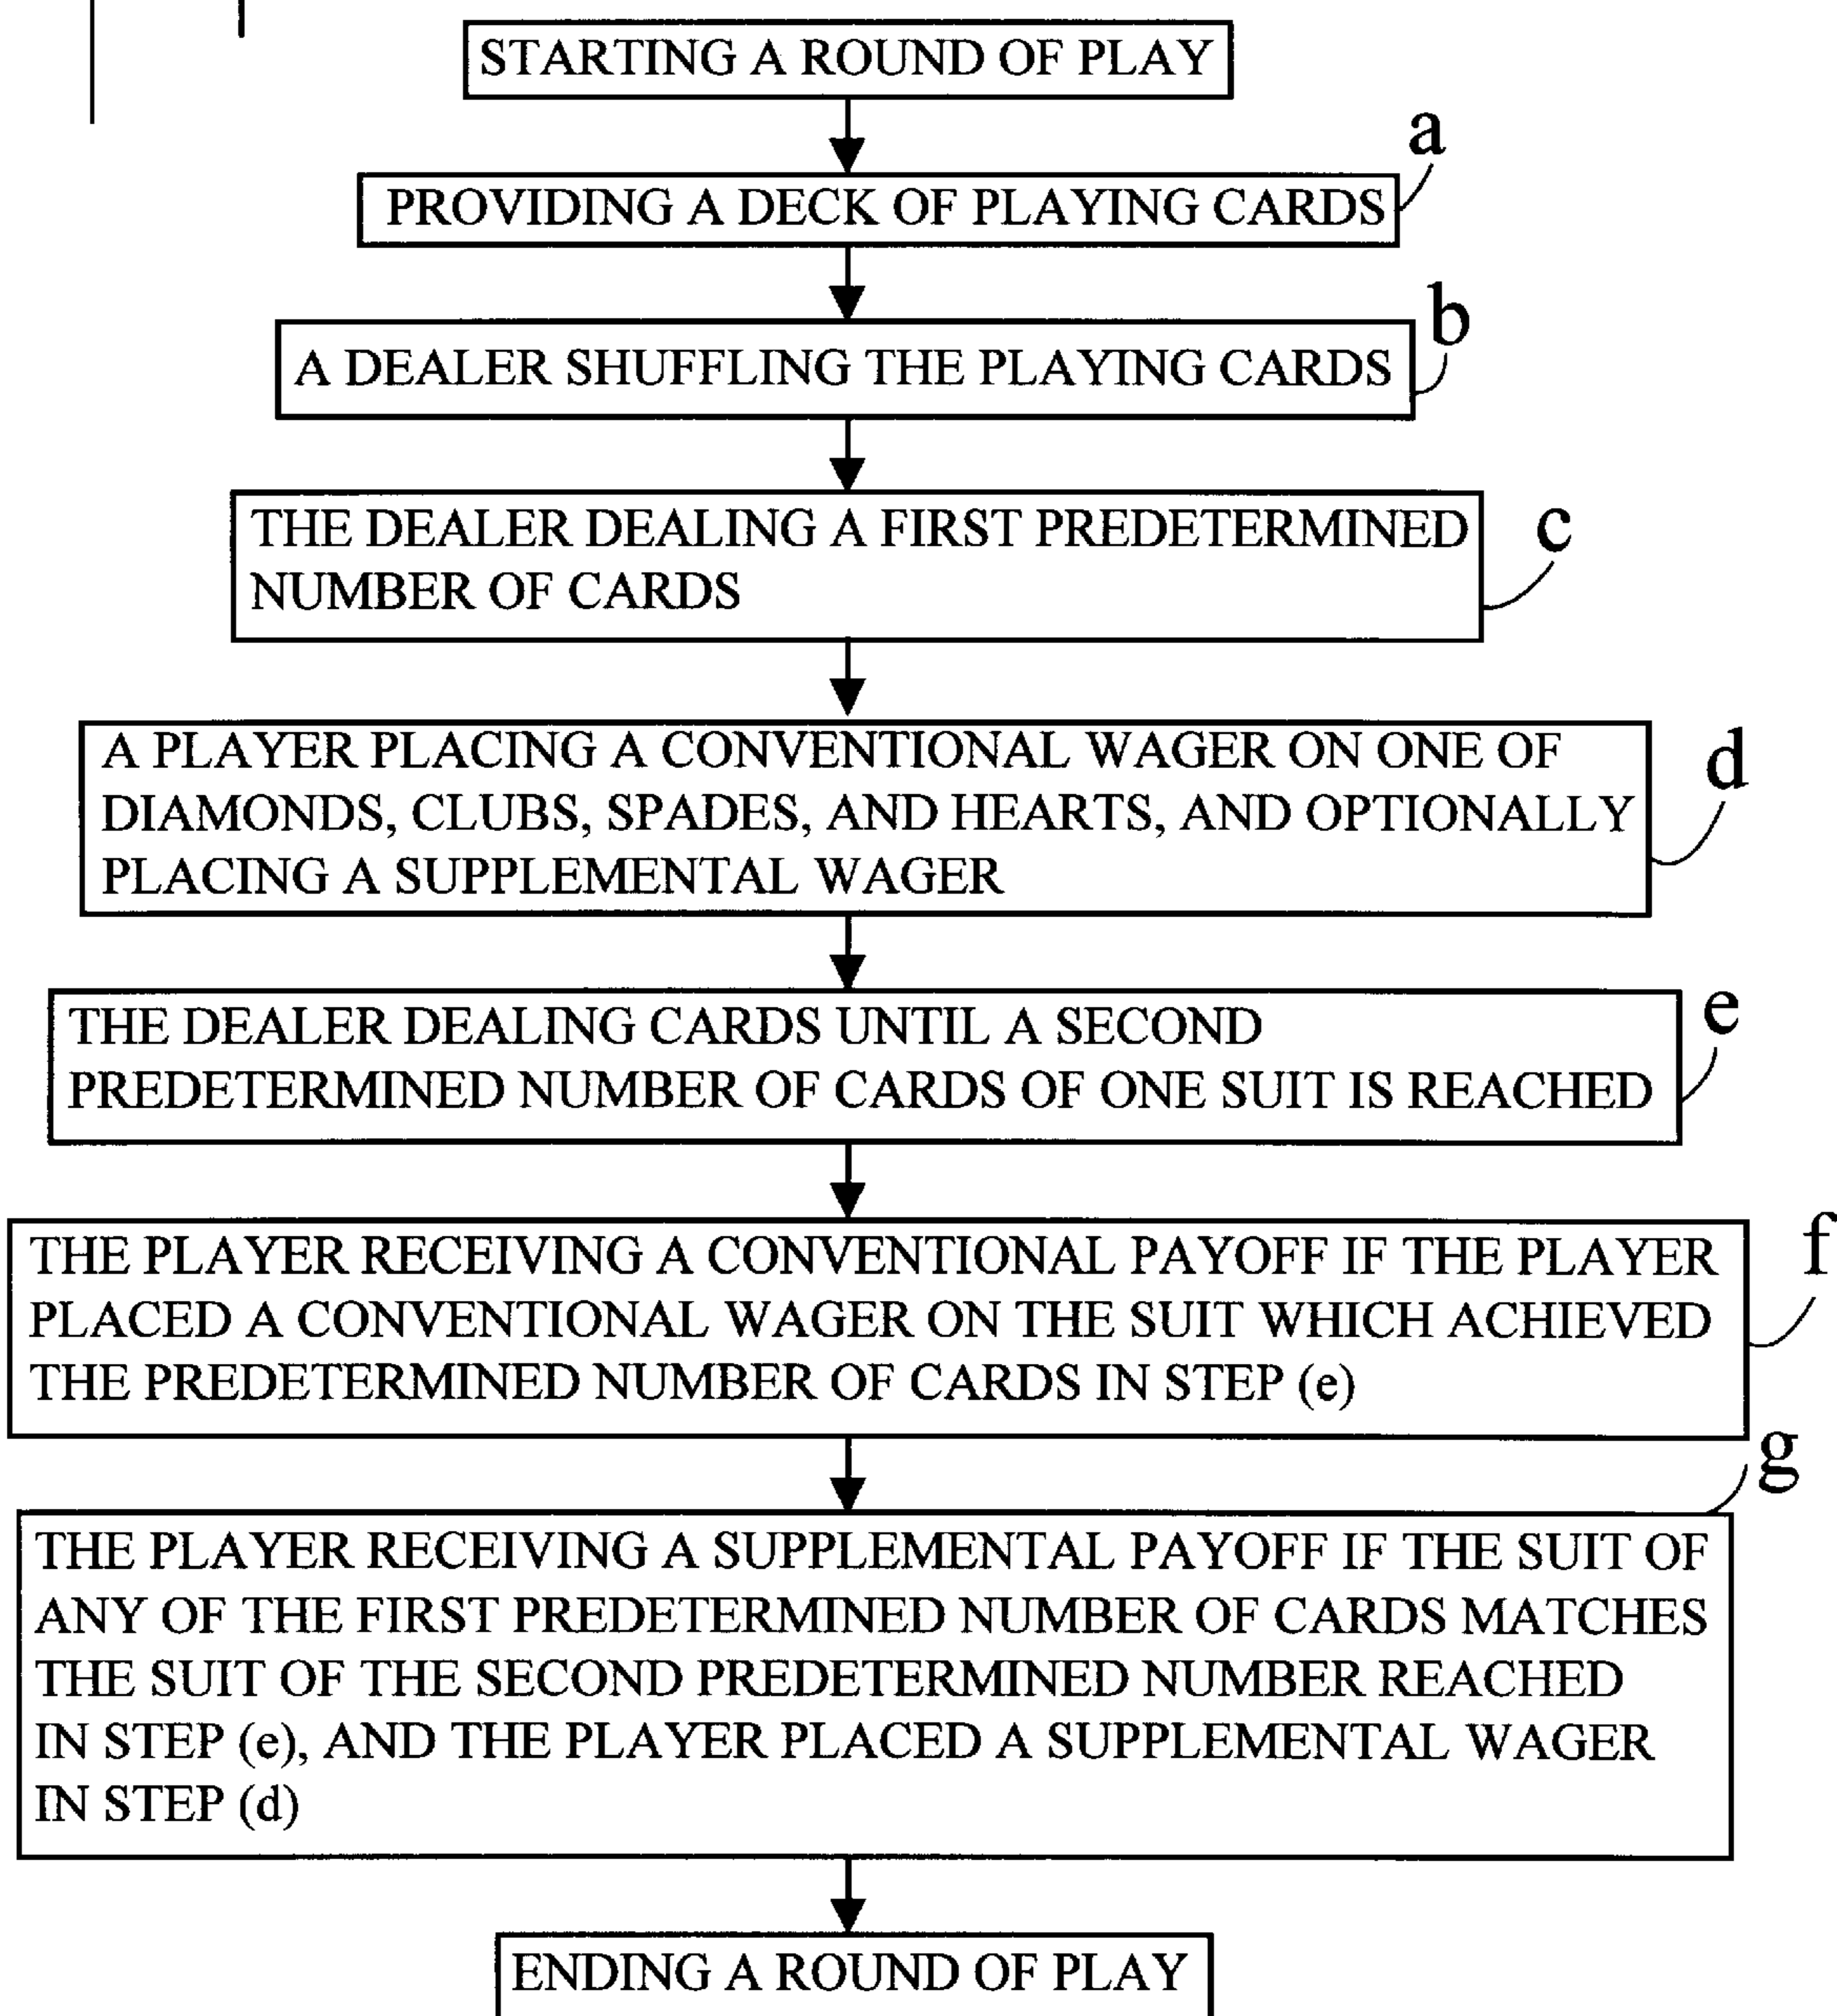 STARTING A ROUND OF PLAY
a
PROVIDING A DECK OF PLAYING CARDS
b
A DEALER SHUFFLING THE PLAYING CARDS
THE DEALER DEALING A FIRST PREDETERMINED
NUMBER OF CARDS
c
A PLAYER PLACING A CONVENTIONAL WAGER ON ONE OF
DIAMONDS, CLUBS, SPADES, AND HEARTS, AND OPTIONALLY
PLACING A SUPPLEMENTAL WAGER
d
THE DEALER DEALING CARDS UNTIL A SECOND
PREDETERMINED NUMBER OF CARDS OF ONE SUIT IS REACHED
e
THE PLAYER RECEIVING A CONVENTIONAL PAYOFF IF THE PLAYER
PLACED A CONVENTIONAL WAGER ON THE SUIT WHICH ACHIEVED
THE PREDETERMINED NUMBER OF CARDS IN STEP (e)
f
g
THE PLAYER RECEIVING A SUPPLEMENTAL PAYOFF IF THE SUIT OF
ANY OF THE FIRST PREDETERMINED NUMBER OF CARDS MATCHES
THE SUIT OF THE SECOND PREDETERMINED NUMBER REACHED
IN STEP (e), AND THE PLAYER PLACED A SUPPLEMENTAL WAGER
IN STEP (d)
ENDING A ROUND OF PLAY